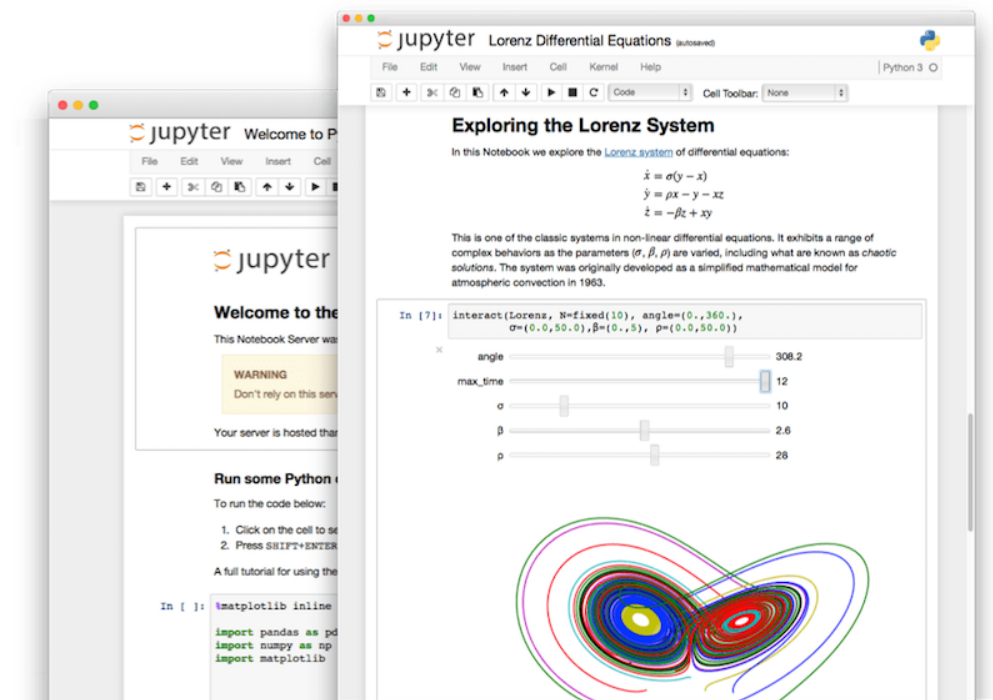 jupyter Lorenz Differential Equations (autosaved)
File Edit View Insert Cell Kernel Help Python 3
Code Cell Toolbar: None
Exploring the Lorenz System
In this Notebook we explore the Lorenz system of differential equations:
ẋ = σ(y − x)
ẏ = ρx − y − xz
ż = −βz + xy
This is one of the classic systems in non-linear differential equations. It exhibits a range of
complex behaviors as the parameters (σ, β, ρ) are varied, including what are known as chaotic
solutions. The system was originally developed as a simplified mathematical model for
atmospheric convection in 1963.
In [7]: interact(Lorenz, N=fixed(10), angle=(0.,360.),
σ=(0.0,50.0),β=(0.,5), ρ=(0.0,50.0))
angle 308.2
max_time 12
σ 10
β 2.6
ρ 28
jupyter Welcome to P
File Edit View Insert Cell
jupyter
Welcome to the
This Notebook Server was
WARNING
Don't rely on this serv
Your server is hosted than
Run some Python
To run the code below:
1. Click on the cell to se
2. Press SHIFT+ENTER
A full tutorial for using the
In [ ]: %matplotlib inline
import pandas as pd
import numpy as np
import matplotlib